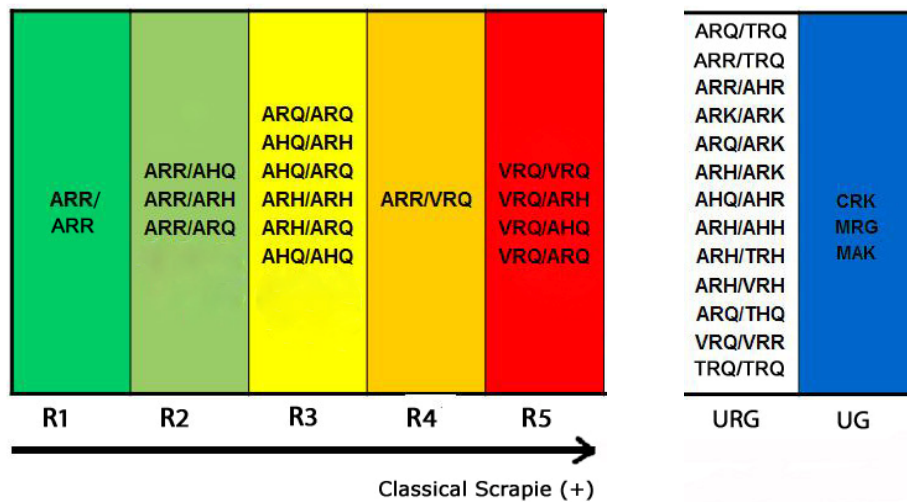 ARR/
ARR
ARR/AHQ
ARR/ARH
ARR/ARQ
ARQ/ARQ
AHQ/ARH
AHQ/ARQ
ARH/ARH
ARH/ARQ
AHQ/AHQ
ARR/VRQ
VRQ/VRQ
VRQ/ARH
VRQ/AHQ
VRQ/ARQ
ARQ/TRQ
ARR/TRQ
ARR/AHR
ARK/ARK
ARQ/ARK
ARH/ARK
AHQ/AHR
ARH/AHH
ARH/TRH
ARH/VRH
ARQ/THQ
VRQ/VRR
TRQ/TRQ
CRK
MRG
MAK
R1 R2 R3 R4 R5 URG UG
Classical Scrapie (+)